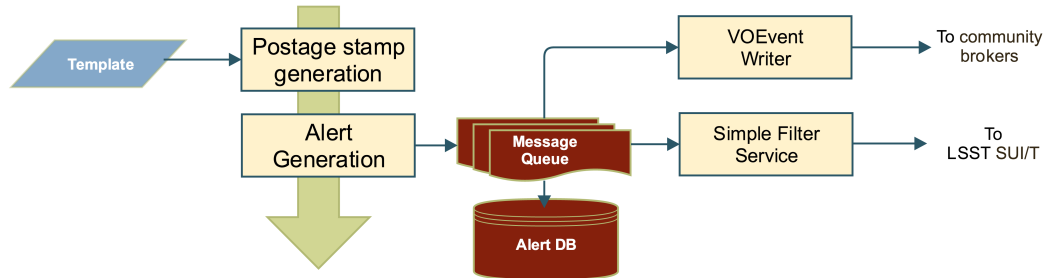 Template
Postage stamp
generation
Alert
Generation
Message
Queue
Alert DB
VOEvent
Writer
To community
brokers
Simple Filter
Service
To
LSST SUI/T